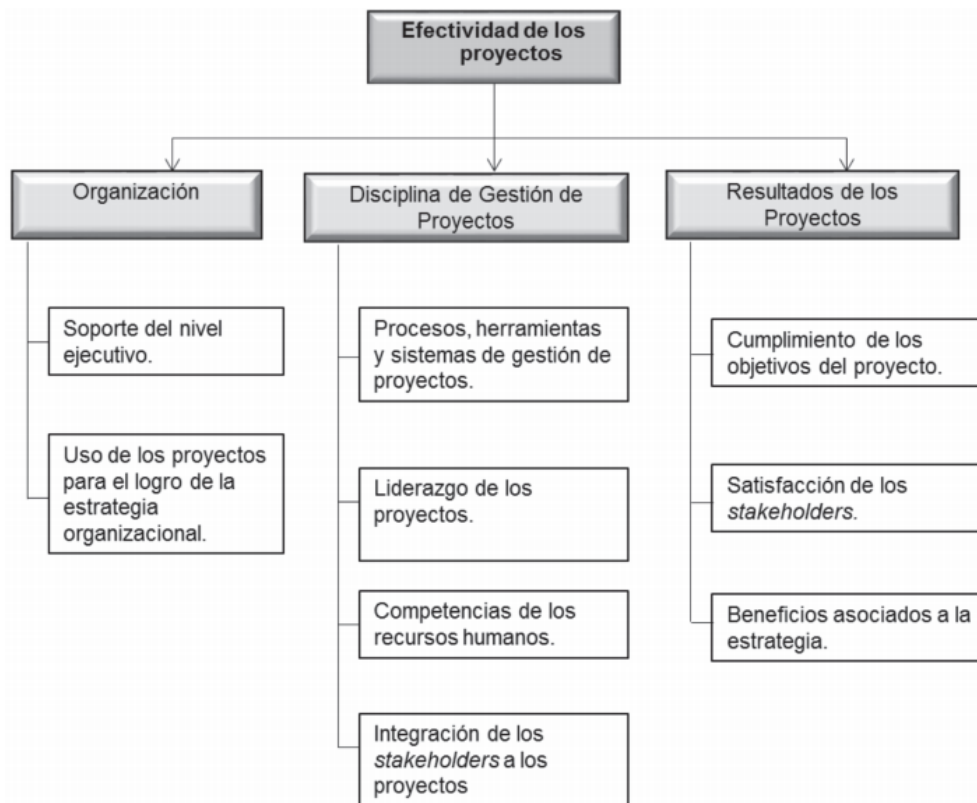 Efectividad de los
proyectos
Organización
Disciplina de Gestión de
Proyectos
Resultados de los
Proyectos
Soporte del nivel
ejecutivo.
Uso de los proyectos
para el logro de la
estrategia
organizacional.
Procesos, herramientas
y sistemas de gestión de
proyectos.
Liderazgo de los
proyectos.
Competencias de los
recursos humanos.
Integración de los
stakeholders a los
proyectos
Cumplimiento de los
objetivos del proyecto.
Satisfacción de los
stakeholders.
Beneficios asociados a la
estrategia.